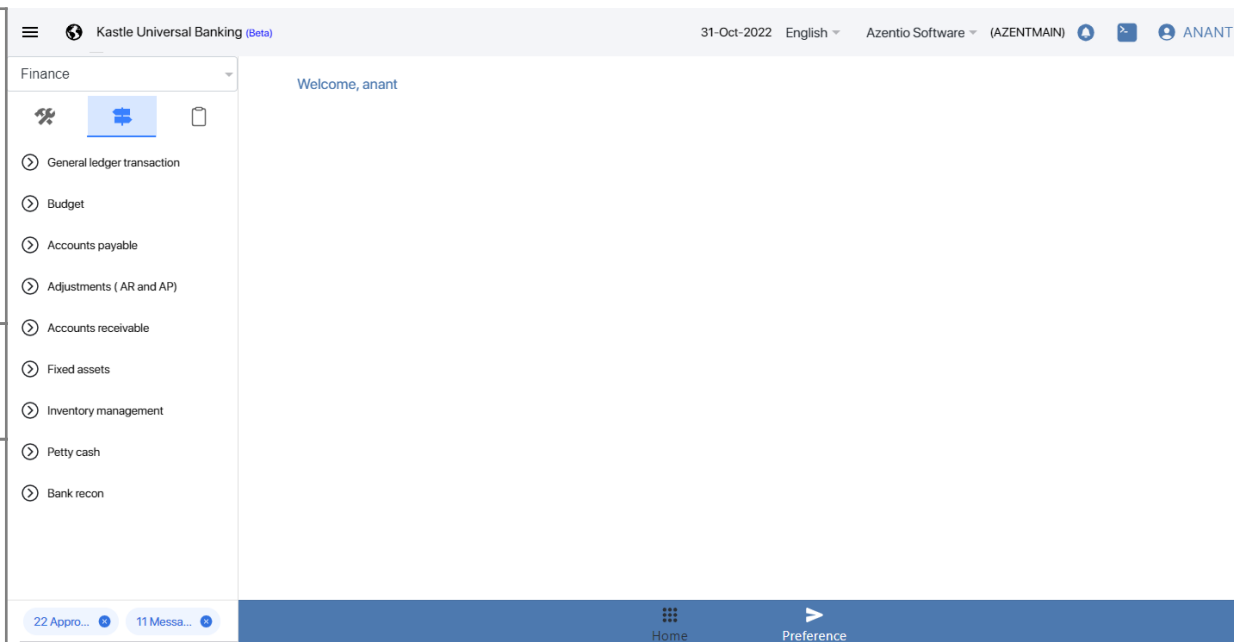 Kastle Universal Banking (Beta)
31-Oct-2022 English Azentio Software (AZENTMAIN) ANANT
Finance
Welcome, anant
General ledger transaction
Budget
Accounts payable
Adjustments ( AR and AP)
Accounts receivable
Fixed assets
Inventory management
Petty cash
Bank recon
22 Appro... 11 Messa...
Home Preference